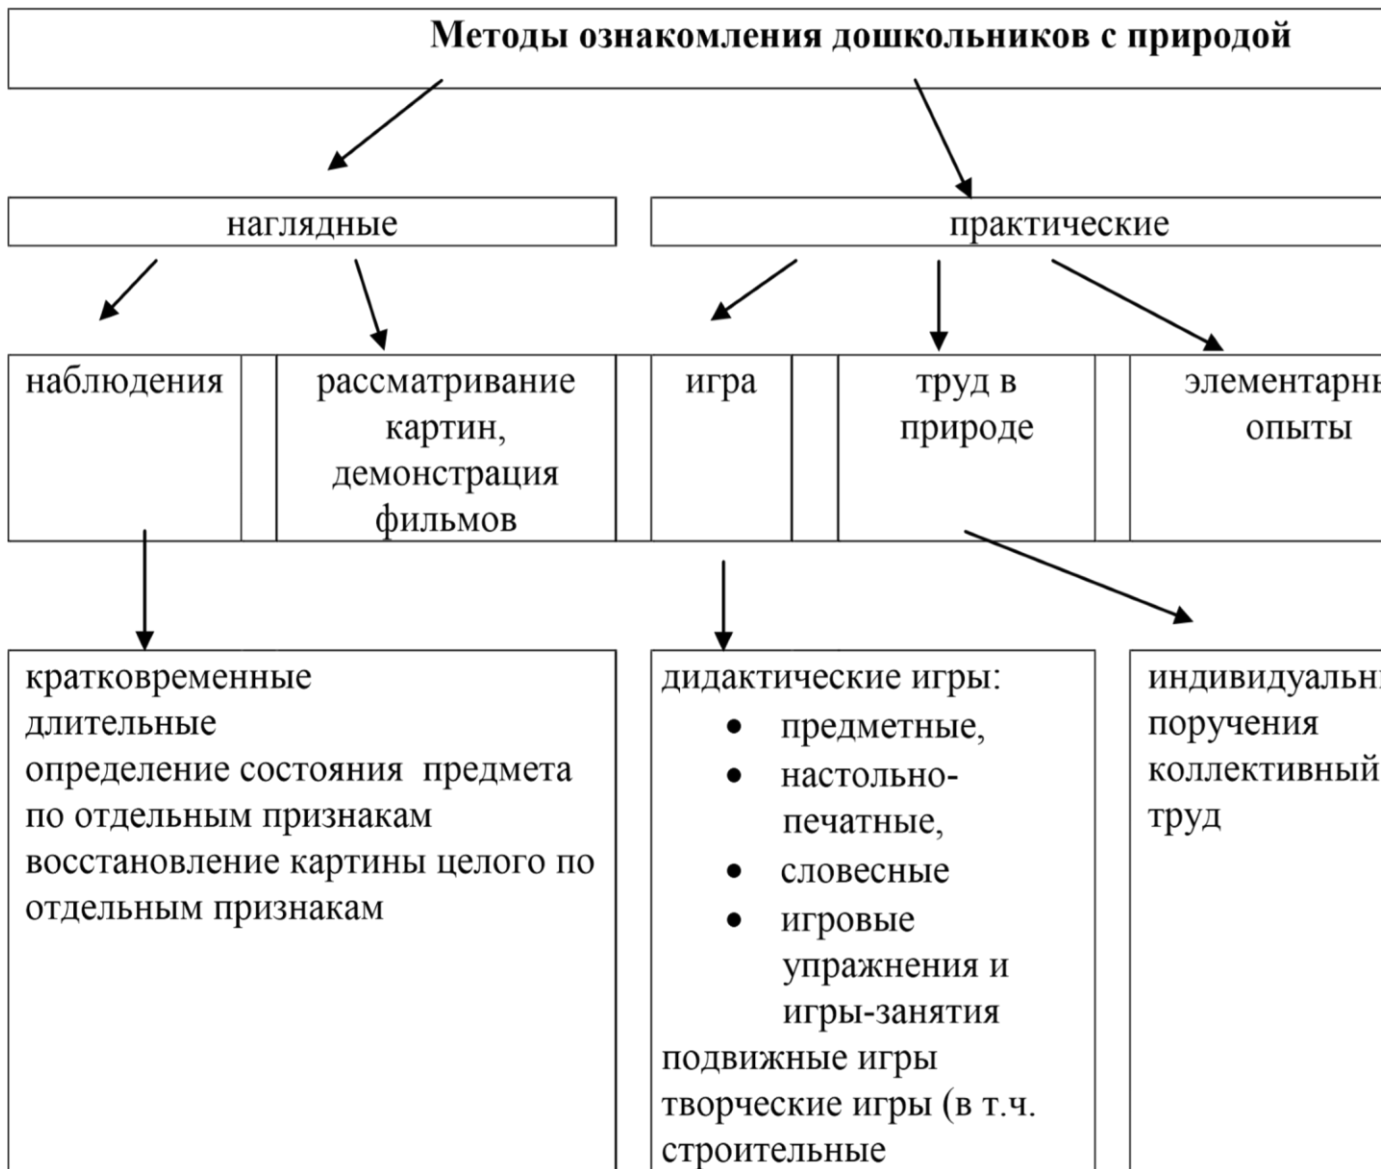 Методы ознакомления дошкольников с природой
наглядные
практические
наблюдения
рассматривание
картин,
демонстрация
фильмов
игра
труд в
природе
опыты
кратковременные
длительные
определение состояния предмета
по отдельным признакам
восстановление картины целого по
отдельным признакам
дидактические игры:
• предметные,
• настольно-
печатные,
• словесные
• игровые
упражнения и
игры-занятия
подвижные игры
творческие игры (в т.ч.
строительные
поручения
коллективный
труд